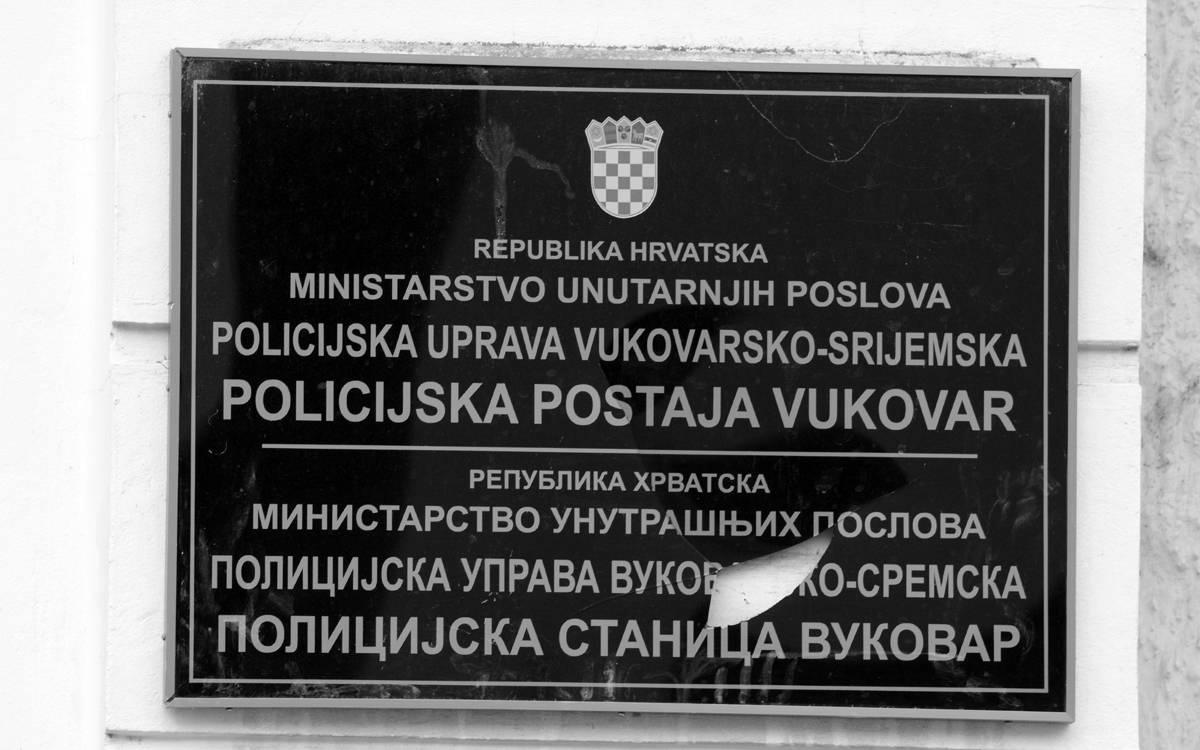 REPUBLIKA HRVATSKA
MINISTARSTVO UNUTARNJIH POSLOVA
POLICIJSKA UPRAVA VUKOVARSKO-SRIJEMSKA
POLICIJSKA POSTAJA VUKOVAR
РЕПУБЛИКА ХРВАТСКА
МИНИСТАРСТВО УНУТРАШЊИХ ПОСЛОВА
ПОЛИЦИЈСКА УПРАВА
ПОЛИЦИЈСКА СТАНИЦА ВУКОВАР